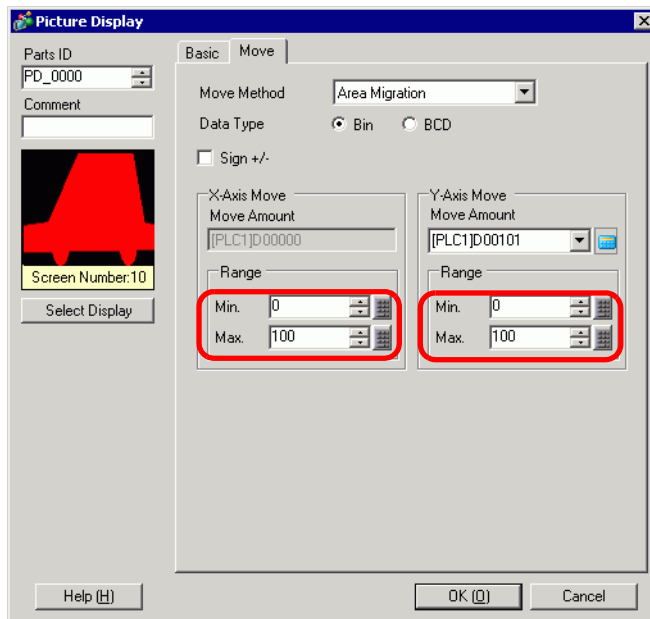 Picture Display
Parts ID
PD_0000
Comment
Screen Number:10
Select Display
Basic Move
Move Method Area Migration
Data Type Bin BCD
Sign +/-
X-Axis Move
Move Amount
[PLC1]D00000
Range
Min. 0
Max. 100
Y-Axis Move
Move Amount
[PLC1]D00101
Range
Min. 0
Max. 100
Help (H) OK (O) Cancel